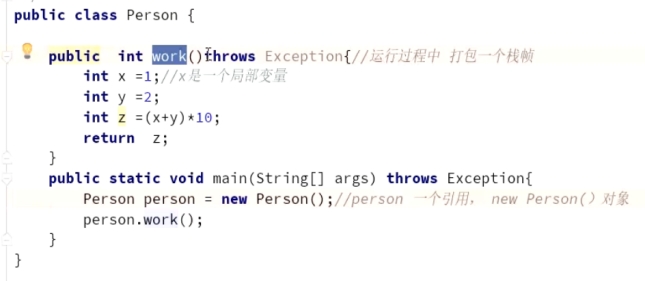 public class Person {
public int work()throws Exception{//运行过程中 打包一个栈帧
int x =1;//x是一个局部变量
int y =2;
int z =(x+y)*10;
return z;
}
public static void main(String[] args) throws Exception{
Person person = new Person();//person 一个引用， new Person()对象
person.work();
}
}